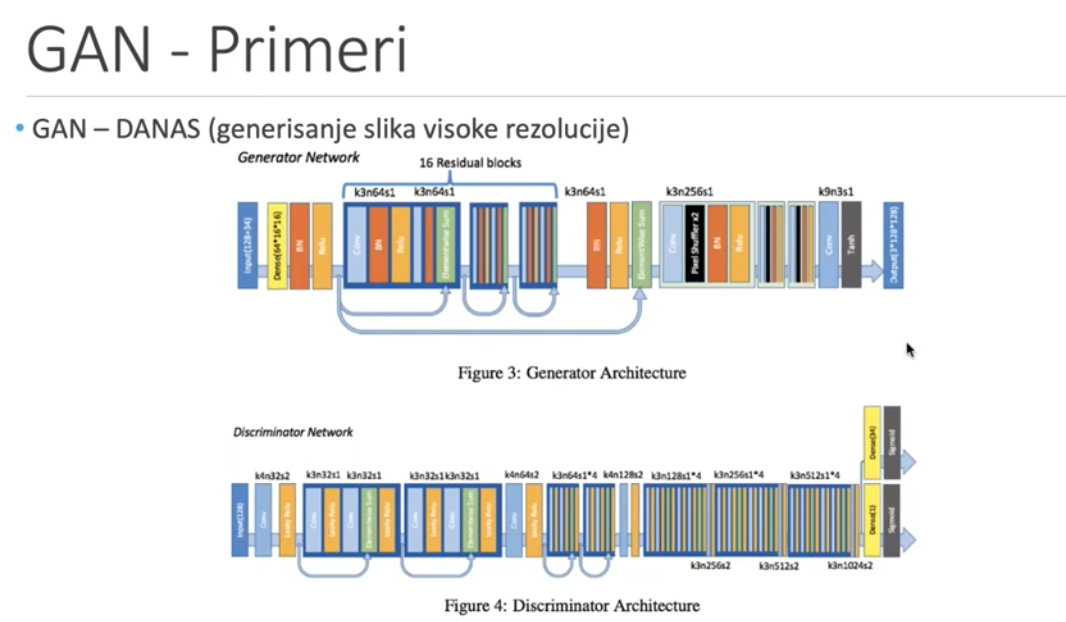 GAN - Primeri
• GAN – DANAS (generisanje slika visoke rezolucije)
Generator Network
16 Residual blocks
k3n64s1 k3n64s1 k3n64s1 k3n256s1 k9n3s1
Input(128+34) Dense(64*16*16) BN Relu Conv BN Relu Elementwise Sum BN Relu ElementWise Sum Conv Pixel Shuffler x2 BN Relu Conv Tanh Output(3*128*128)
Figure 3: Generator Architecture
Discriminator Network
Dense(34) Sigmoid
k4n32s2 k3n32s1 k3n32s1 k3n32s1 k3n32s1 k4n64s2 k3n64s1*4 k4n128s2 k3n128s1*4 k3n256s1*4 k3n512s1*4
Input(128) Conv Leaky Relu Conv Leaky Relu Conv Elementwise Sum Leaky Relu Conv Leaky Relu Conv Elementwise Sum Leaky Relu Conv Leaky Relu Dense(1) Sigmoid
k3n256s2 k3n512s2 k3n1024s2
Figure 4: Discriminator Architecture